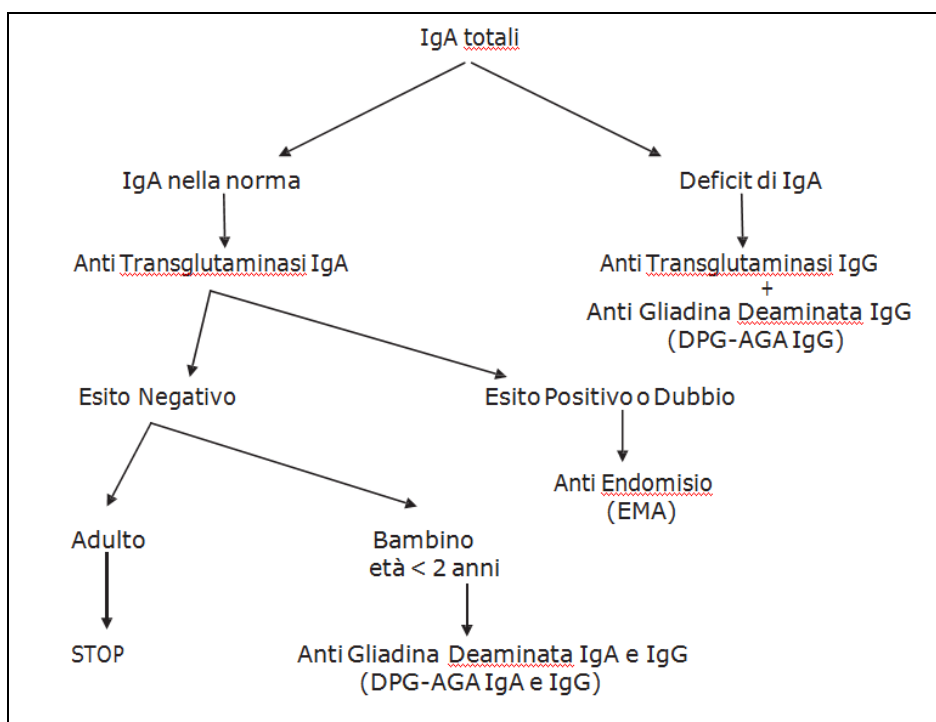 IgA totali
IgA nella norma
Deficit di IgA
Anti Transglutaminasi IgA
Anti Transglutaminasi IgG
+
Anti Gliadina Deaminata IgG
(DPG-AGA IgG)
Esito Negativo
Esito Positivo o Dubbio
Anti Endomisio
(EMA)
Adulto
Bambino
età < 2 anni
STOP
Anti Gliadina Deaminata IgA e IgG
(DPG-AGA IgA e IgG)